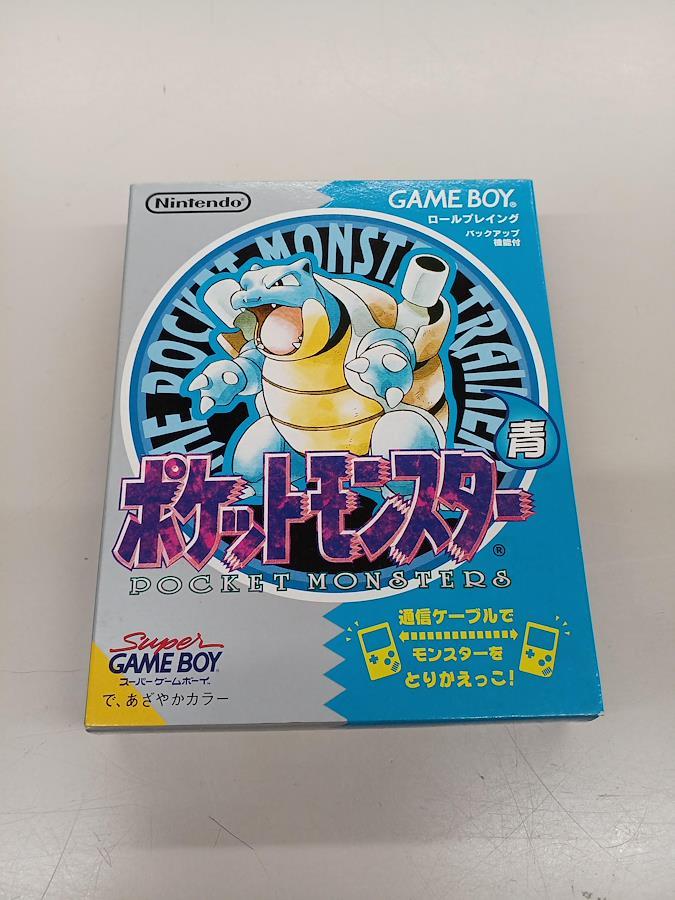 Nintendo®
GAME BOY®
ロールプレイング
バックアップ
機能付
THE POCKET MONSTER TRAINER
青
ポケットモンスター®
POCKET MONSTERS
通信ケーブルで
モンスターを
とりかえっこ!
Super
GAME BOY
スーパーゲームボーイ
で、あざやかカラー